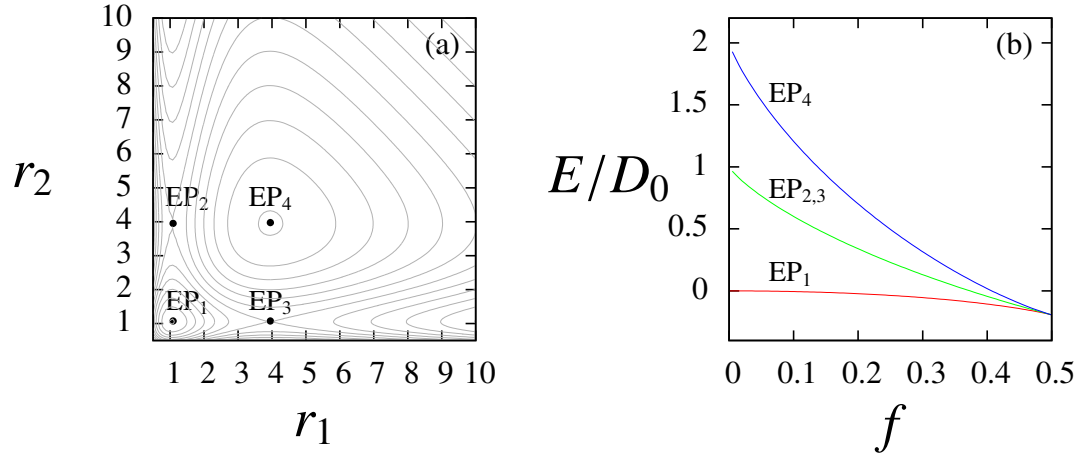 (a)
10
9
8
7
6
5
4
3
2
1
r₂
EP₂
EP₄
EP₁
EP₃
1 2 3 4 5 6 7 8 9 10
r₁
(b)
2
1.5
1
0.5
0
E/D₀
EP₄
EP₂,₃
EP₁
0 0.1 0.2 0.3 0.4 0.5
f